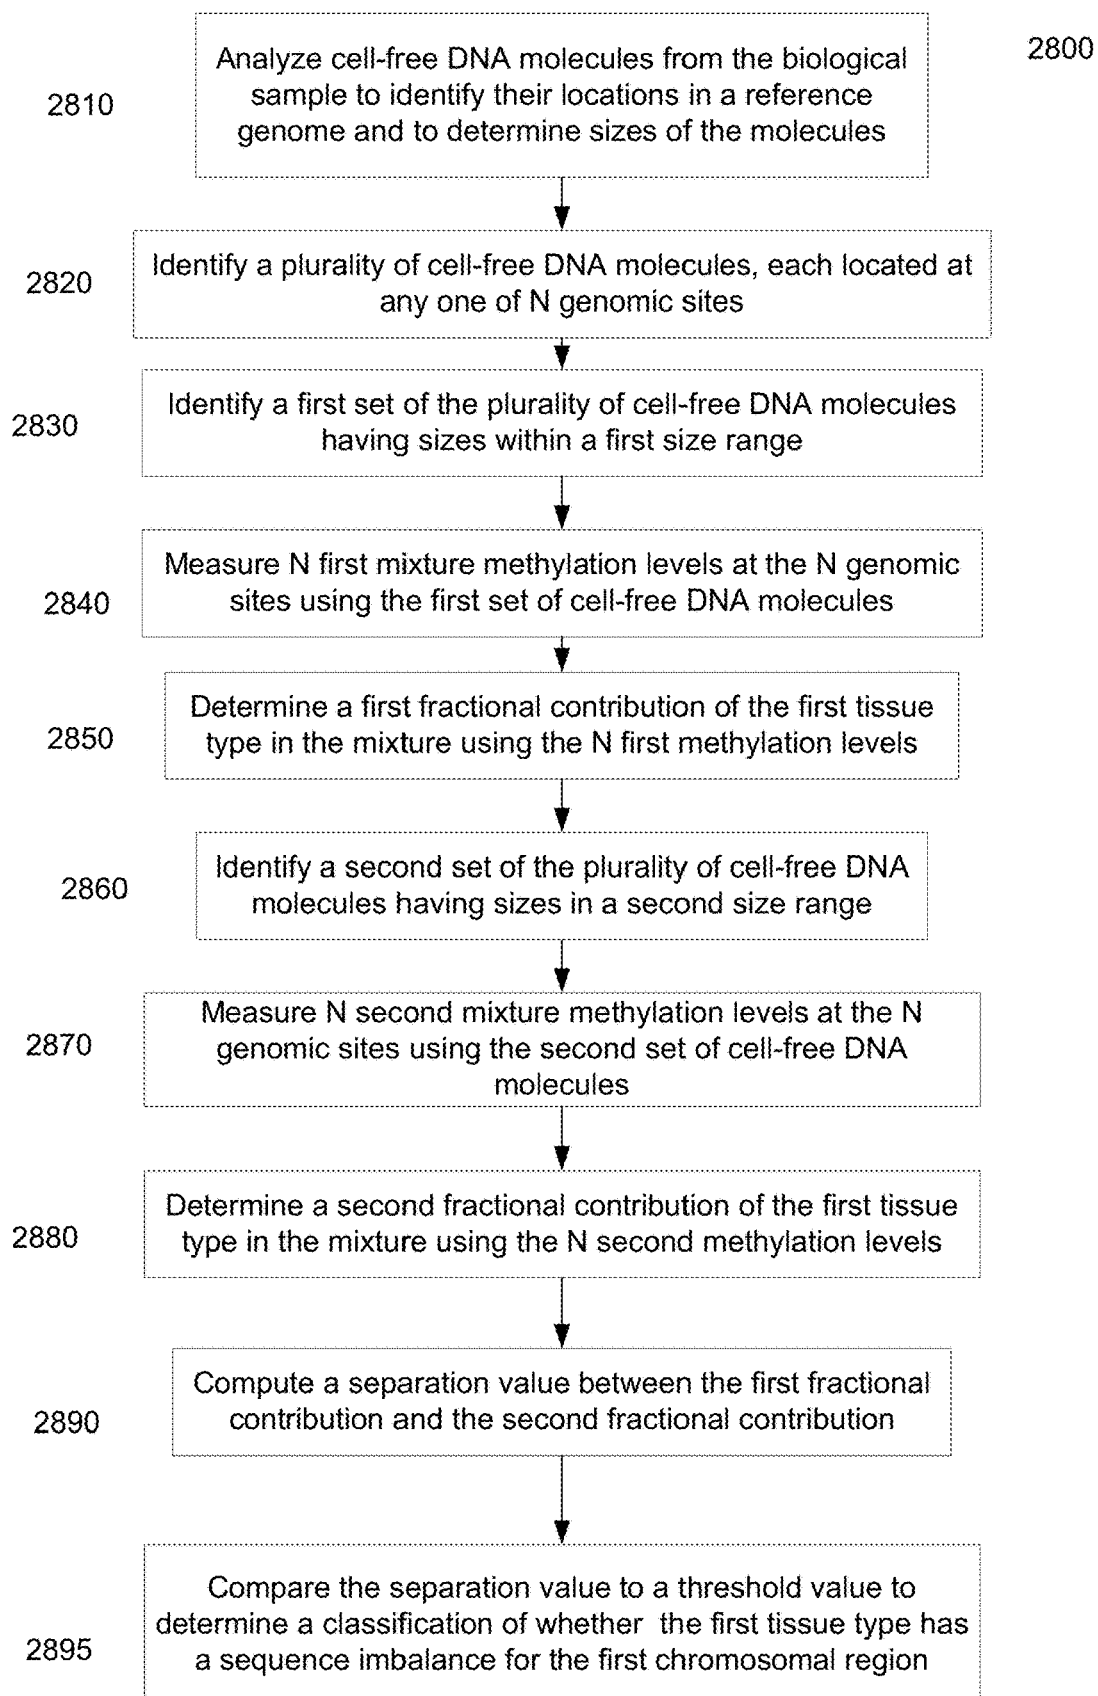 2800
2810
Analyze cell-free DNA molecules from the biological
sample to identify their locations in a reference
genome and to determine sizes of the molecules
2820
Identify a plurality of cell-free DNA molecules, each located at
any one of N genomic sites
2830
Identify a first set of the plurality of cell-free DNA molecules
having sizes within a first size range
2840
Measure N first mixture methylation levels at the N genomic
sites using the first set of cell-free DNA molecules
2850
Determine a first fractional contribution of the first tissue
type in the mixture using the N first methylation levels
2860
Identify a second set of the plurality of cell-free DNA
molecules having sizes in a second size range
2870
Measure N second mixture methylation levels at the N
genomic sites using the second set of cell-free DNA
molecules
2880
Determine a second fractional contribution of the first tissue
type in the mixture using the N second methylation levels
2890
Compute a separation value between the first fractional
contribution and the second fractional contribution
2895
Compare the separation value to a threshold value to
determine a classification of whether the first tissue type has
a sequence imbalance for the first chromosomal region